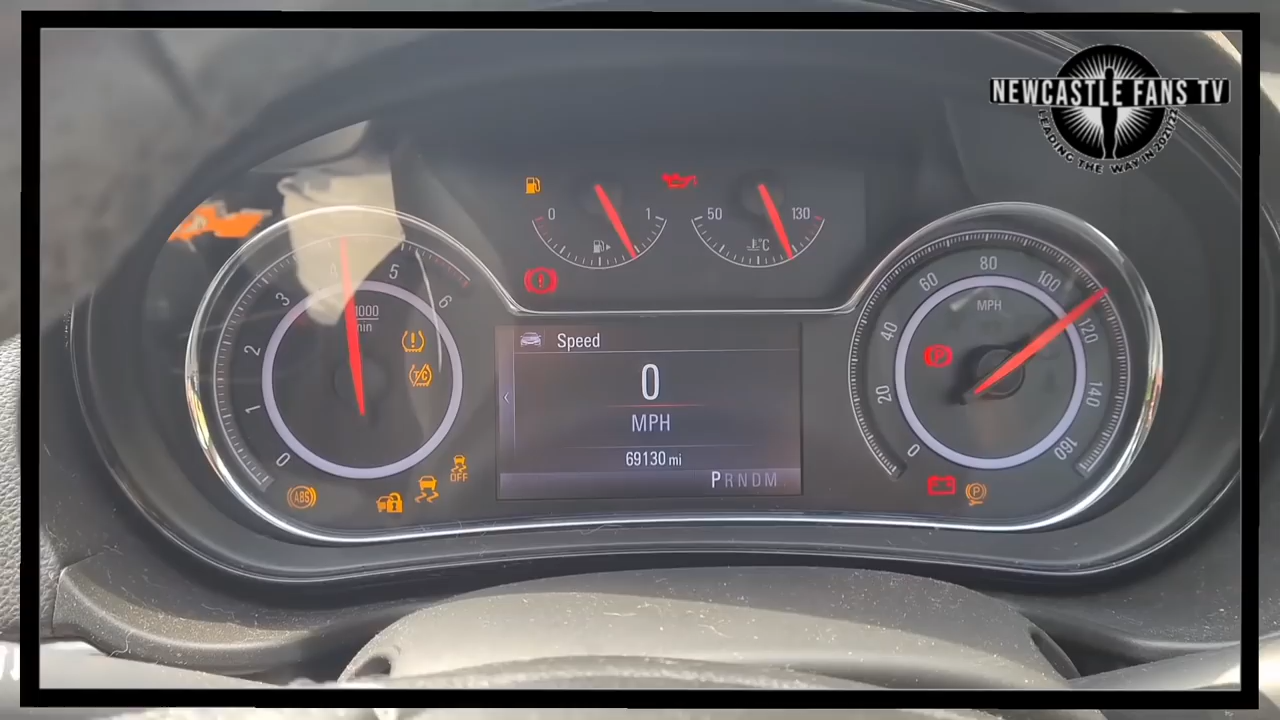 NEWCASTLE FANS TV
LEADING THE WAY IN 2021/22
0 1
50 130
°C
0 1 2 3 4 5 6
1000
min
T/C
ABS
OFF
Speed
0
MPH
69130 mi
PRNDM
0 20 40 60 80 100 120 140 160
MPH
P
P